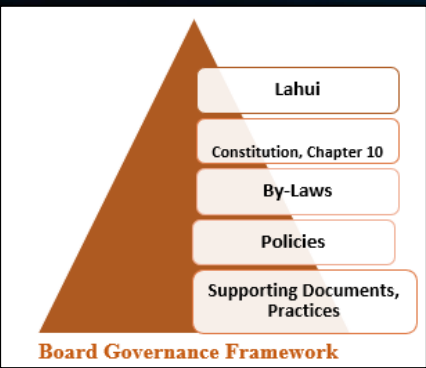 Lahui
Constitution, Chapter 10
By-Laws
Policies
Supporting Documents,
Practices
Board Governance Framework